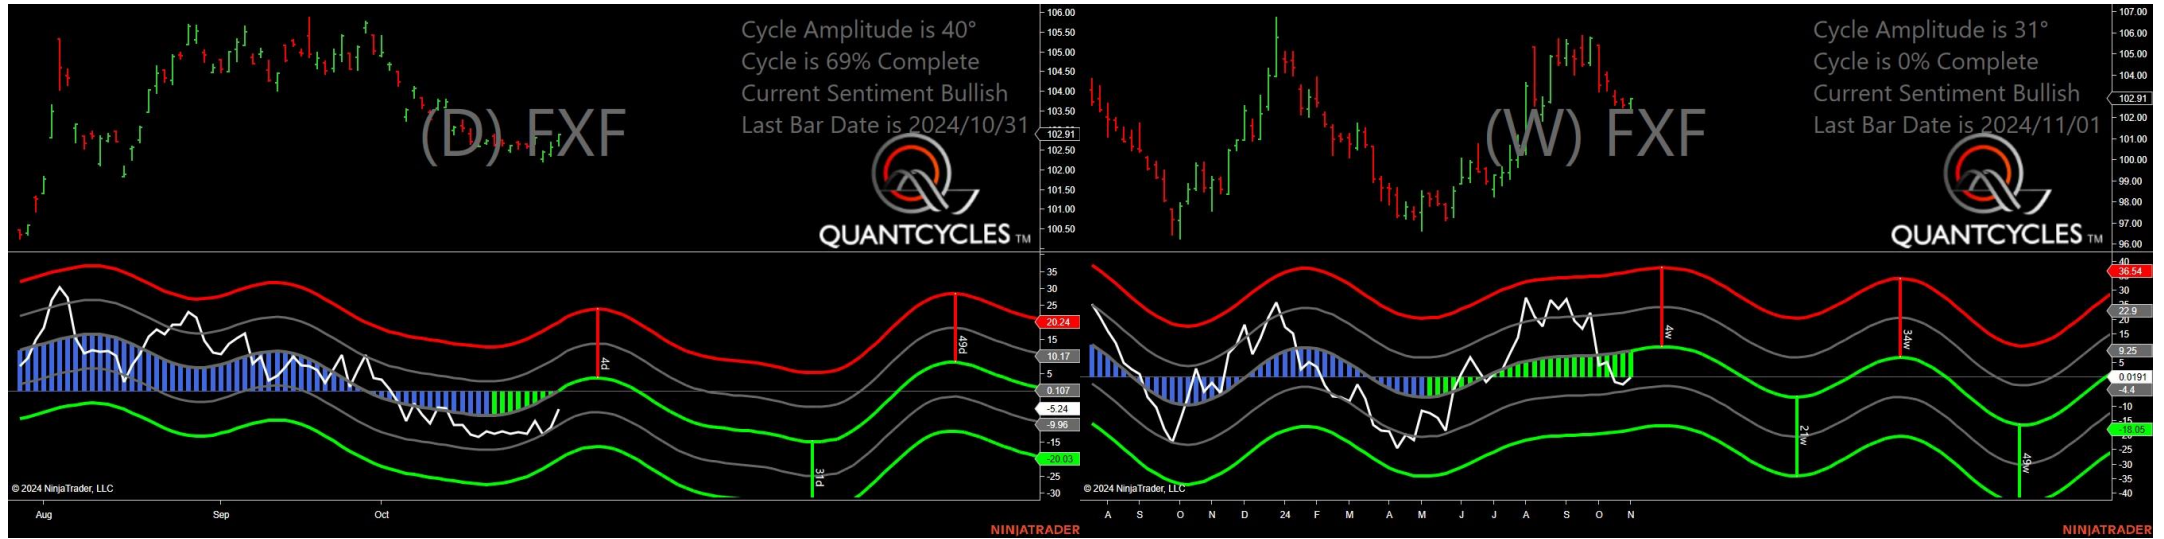 Cycle Amplitude is 40°
Cycle is 69% Complete
Current Sentiment Bullish
Last Bar Date is 2024/10/31
(D) FXF
QUANTCYCLES TM
106.00
105.50
105.00
104.50
104.00
103.50
102.91
102.50
102.00
101.50
101.00
100.50
35
30
25
20.24
15
10.17
5
0.107
-5.24
-9.96
-15
-20.03
-25
-30
4d
31d
49d
© 2024 NinjaTrader, LLC
Aug
Sep
Oct
NINJATRADER
Cycle Amplitude is 31°
Cycle is 0% Complete
Current Sentiment Bullish
Last Bar Date is 2024/11/01
(W) FXF
QUANTCYCLES TM
107.00
106.00
105.00
104.00
102.91
102.00
101.00
100.00
99.00
98.00
97.00
96.00
40
36.54
30
22.9
20
15
9.25
5
0.0191
-4.4
-10
-18.05
-25
-30
-35
-40
4w
21w
34w
49w
© 2024 NinjaTrader, LLC
A S O N D 24 F M A M J J A S O N
NINJATRADER